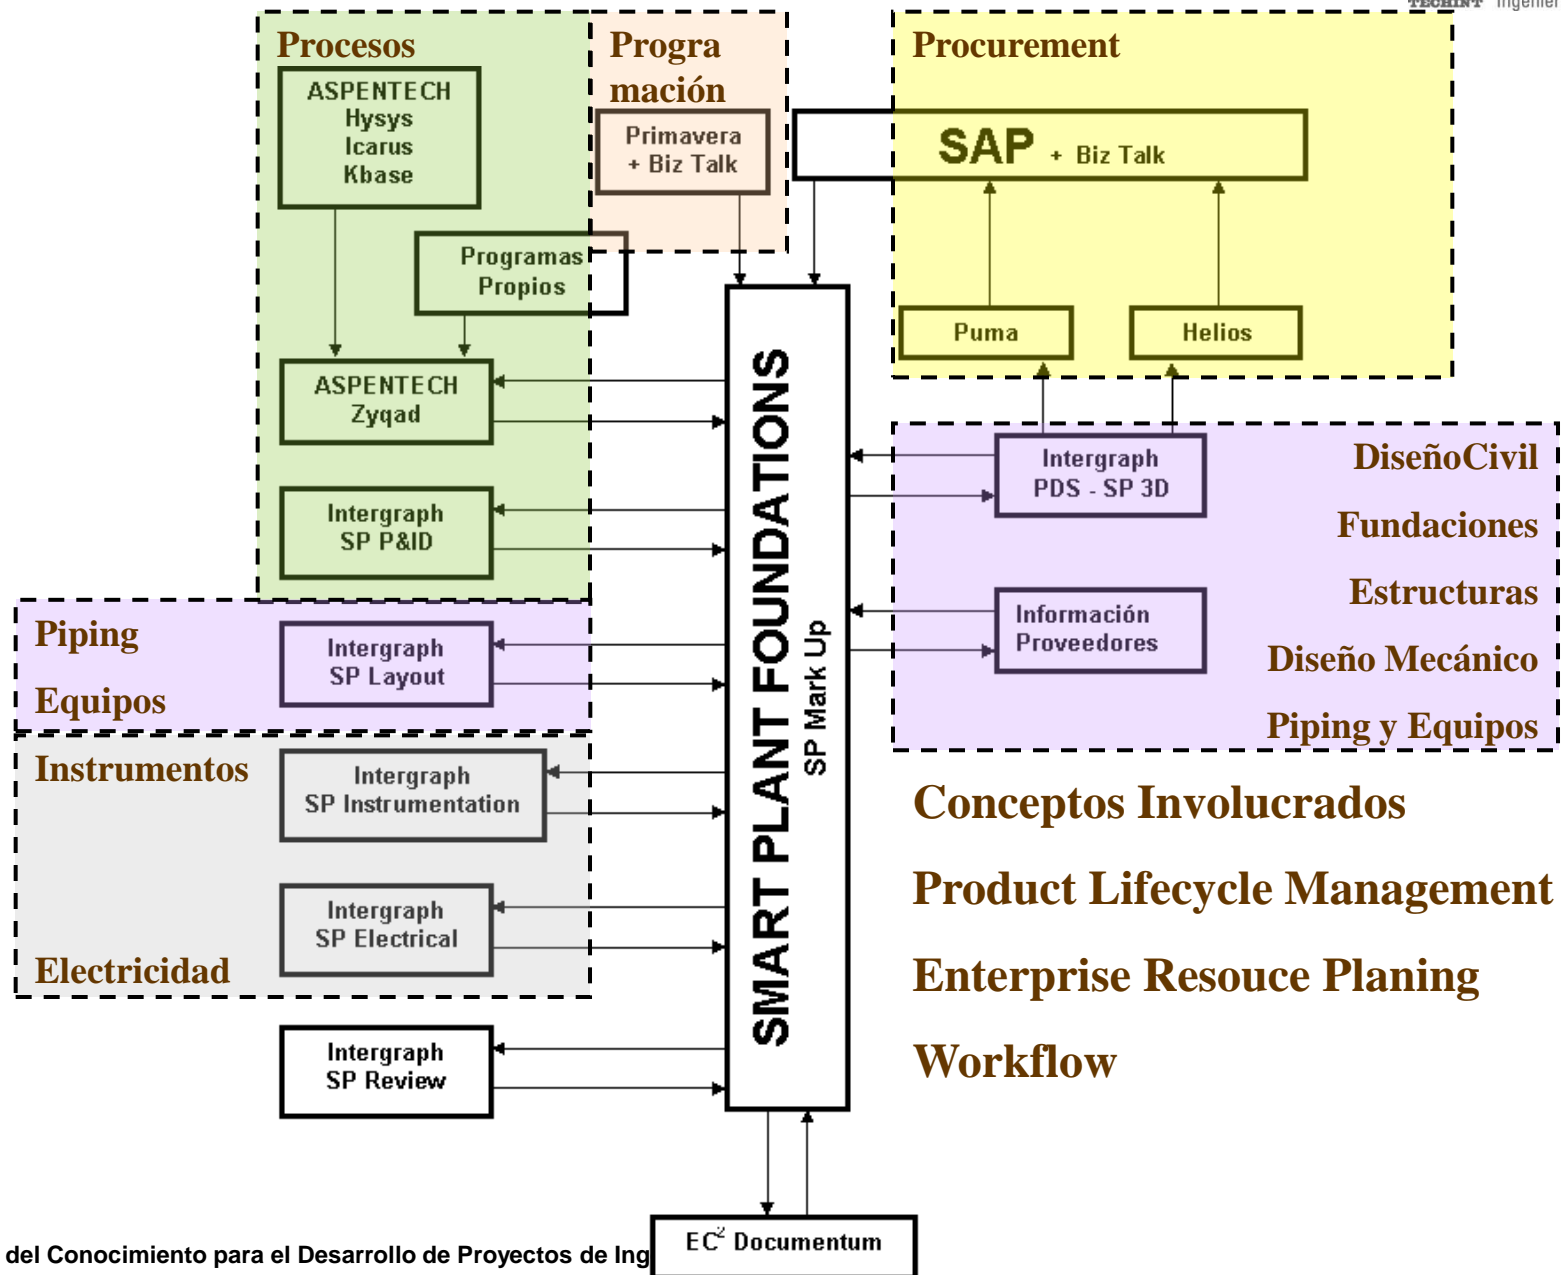 TECHINT Ingenier
Procesos
ASPENTECH
Hysys
Icarus
Kbase
Progra
mación
Primavera
+ Biz Talk
Procurement
SAP + Biz Talk
Programas
Propios
Puma
Helios
ASPENTECH
Zyqad
Intergraph
SP P&ID
Piping
Equipos
Intergraph
SP Layout
Instrumentos
Intergraph
SP Instrumentation
Electricidad
Intergraph
SP Electrical
Intergraph
SP Review
SMART PLANT FOUNDATIONS
SP Mark Up
Intergraph
PDS - SP 3D
Información
Proveedores
DiseñoCivil
Fundaciones
Estructuras
Diseño Mecánico
Piping y Equipos
Conceptos Involucrados
Product Lifecycle Management
Enterprise Resouce Planing
Workflow
EC² Documentum
del Conocimiento para el Desarrollo de Proyectos de Ing